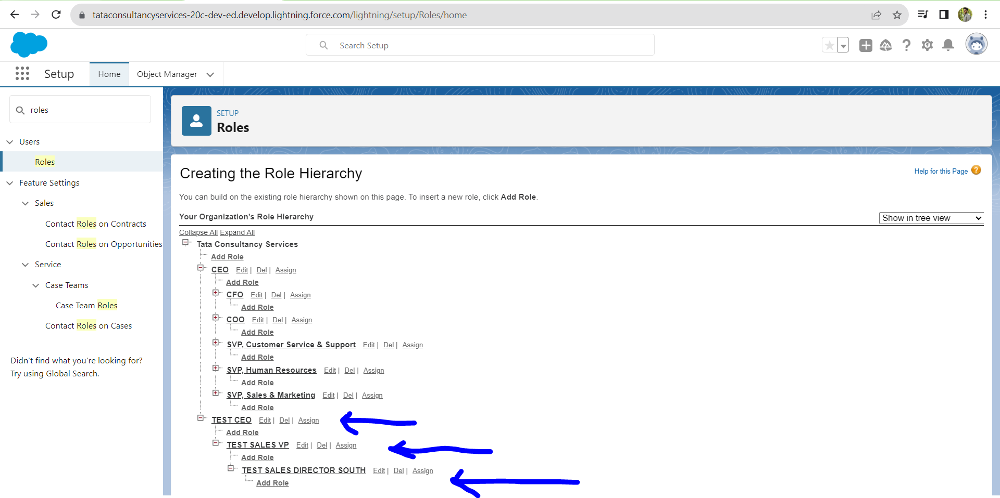 tataconsultancyservices-20c-dev-ed.develop.lightning.force.com/lightning/setup/Roles/home
Search Setup
Setup Home Object Manager
roles
Users
Roles
Feature Settings
Sales
Contact Roles on Contracts
Contact Roles on Opportunities
Service
Case Teams
Case Team Roles
Contact Roles on Cases
Didn't find what you're looking for?
Try using Global Search.
SETUP
Roles
Creating the Role Hierarchy
Help for this Page ?
You can build on the existing role hierarchy shown on this page. To insert a new role, click Add Role.
Your Organization's Role Hierarchy
Show in tree view
Collapse All Expand All
Tata Consultancy Services
Add Role
CEO Edit | Del | Assign
Add Role
CFO Edit | Del | Assign
Add Role
COO Edit | Del | Assign
Add Role
SVP, Customer Service & Support Edit | Del | Assign
Add Role
SVP, Human Resources Edit | Del | Assign
Add Role
SVP, Sales & Marketing Edit | Del | Assign
Add Role
TEST CEO Edit | Del | Assign
Add Role
TEST SALES VP Edit | Del | Assign
Add Role
TEST SALES DIRECTOR SOUTH Edit | Del | Assign
Add Role